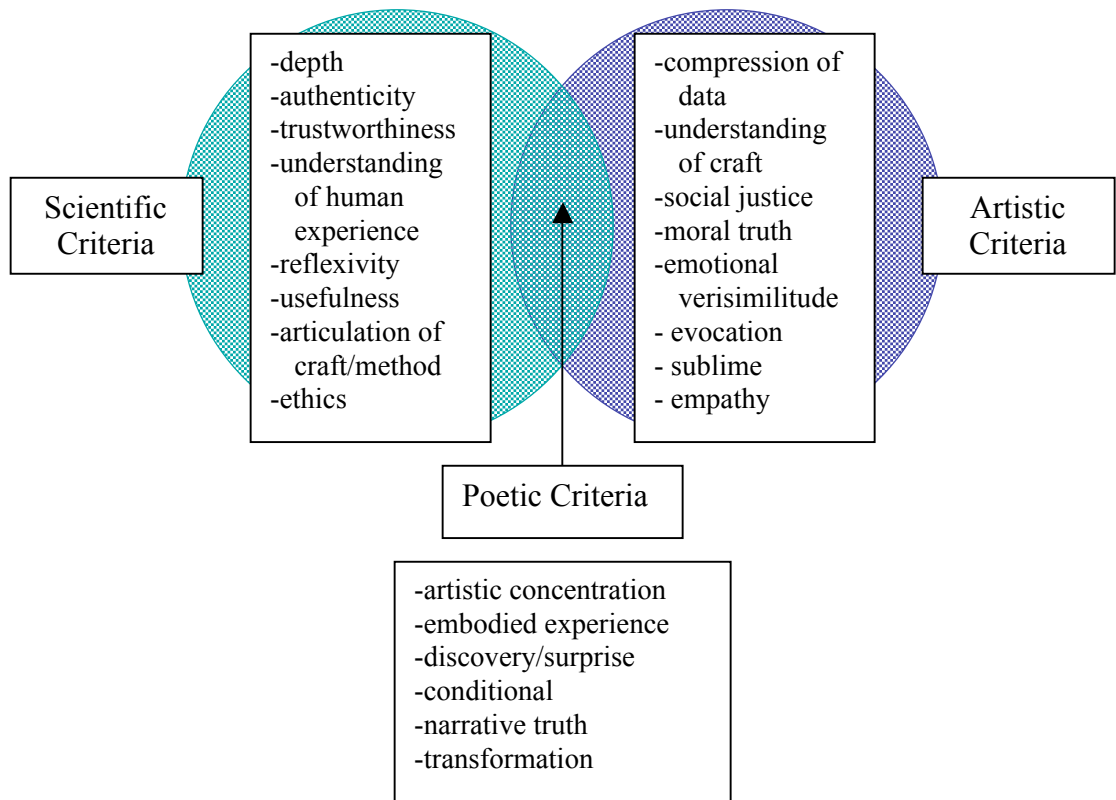 Scientific
Criteria
-depth
-authenticity
-trustworthiness
-understanding
of human
experience
-reflexivity
-usefulness
-articulation of
craft/method
-ethics
-compression of
data
-understanding
of craft
-social justice
-moral truth
-emotional
verisimilitude
- evocation
- sublime
- empathy
Artistic
Criteria
Poetic Criteria
-artistic concentration
-embodied experience
-discovery/surprise
-conditional
-narrative truth
-transformation